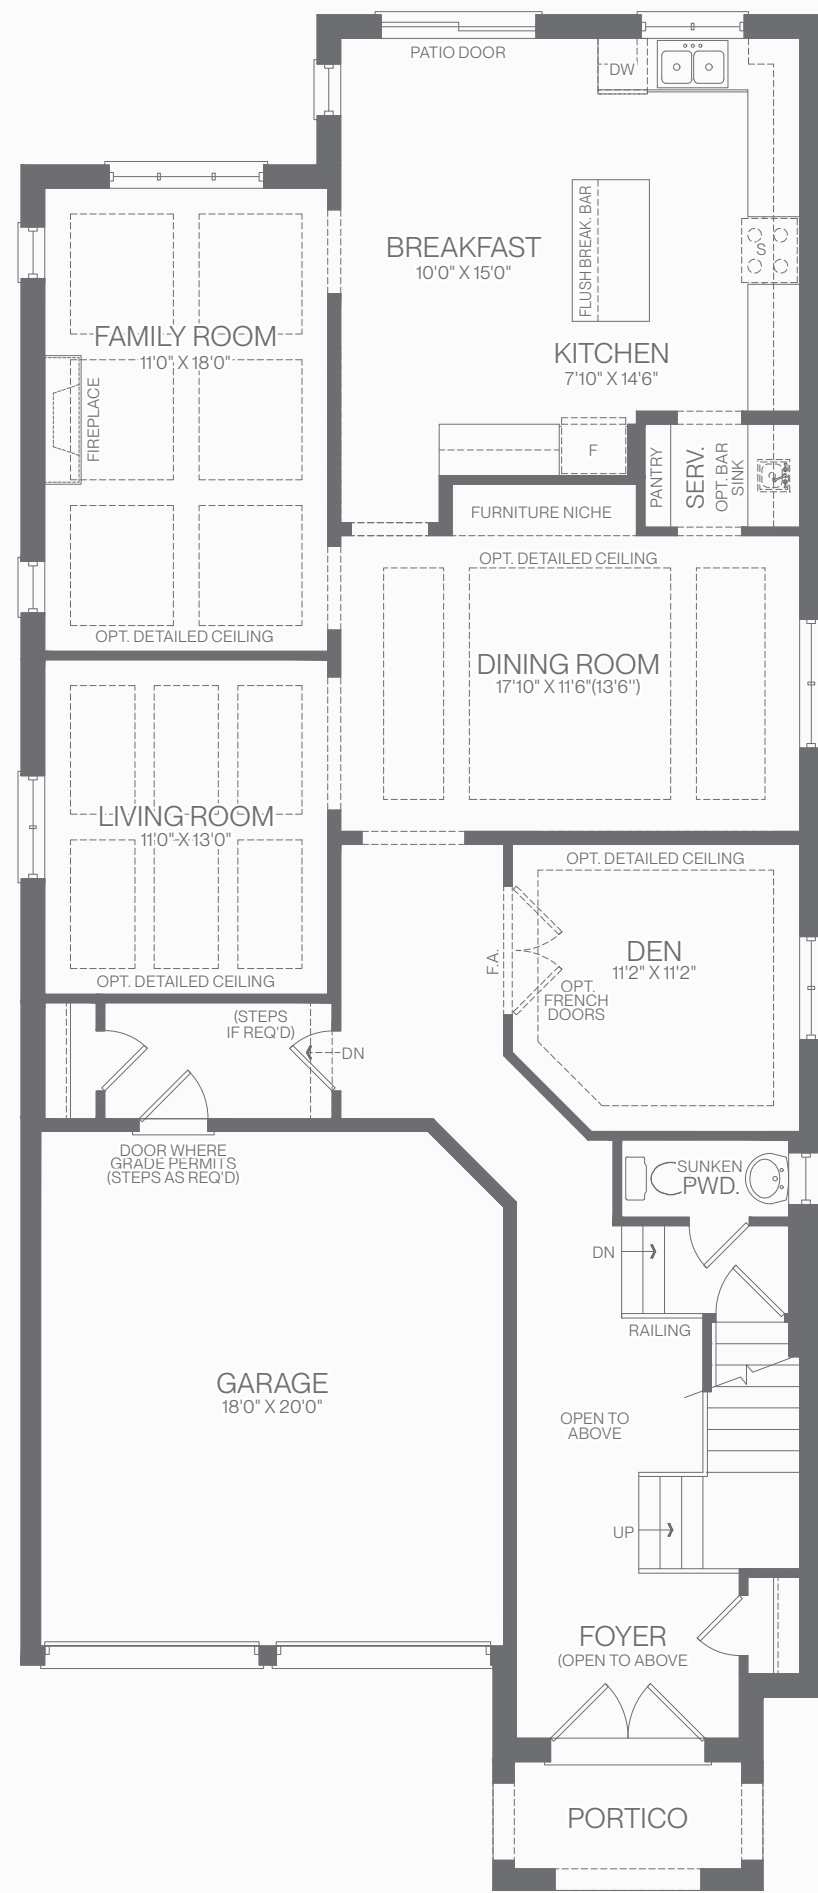 PATIO DOOR
DW
FLUSH BREAK. BAR
BREAKFAST
10'0" X 15'0"
S
FAMILY ROOM
11'0" X 18'0"
FIREPLACE
KITCHEN
7'10" X 14'6"
F
PANTRY
SERV.
OPT. BAR
SINK
FURNITURE NICHE
OPT. DETAILED CEILING
OPT. DETAILED CEILING
DINING ROOM
17'10" X 11'6"(13'6")
LIVING ROOM
11'0" X 13'0"
OPT. DETAILED CEILING
OPT. DETAILED CEILING
F.A.
DEN
11'2" X 11'2"
OPT.
FRENCH
DOORS
(STEPS
IF REQ'D)
DN
DOOR WHERE
GRADE PERMITS
(STEPS AS REQ'D)
SUNKEN
PWD.
DN
RAILING
GARAGE
18'0" X 20'0"
OPEN TO
ABOVE
UP
FOYER
(OPEN TO ABOVE
PORTICO